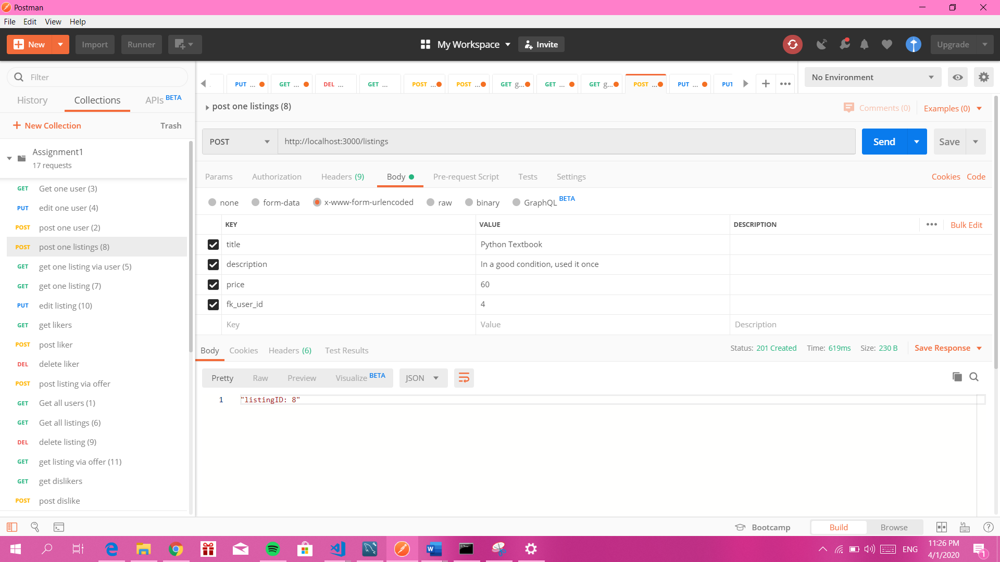 Postman
File Edit View Help
New Import Runner My Workspace Invite Upgrade
Filter
History Collections APIs BETA
New Collection Trash
Assignment1
17 requests
GET Get one user (3)
PUT edit one user (4)
POST post one user (2)
POST post one listings (8)
GET get one listing via user (5)
GET get one listing (7)
PUT edit listing (10)
GET get likers
POST post liker
DEL delete liker
POST post listing via offer
GET Get all users (1)
GET Get all listings (6)
DEL delete listing (9)
GET get listing via offer (11)
GET get dislikers
POST post dislike
PUT ... GET ... DEL ... GET ... POST ... POST ... GET g... GET ... GET g... POST ... PUT ... PUT
No Environment
post one listings (8)
Comments (0) Examples (0)
POST http://localhost:3000/listings Send Save
Params Authorization Headers (9) Body Pre-request Script Tests Settings Cookies Code
none form-data x-www-form-urlencoded raw binary GraphQL BETA
KEY VALUE DESCRIPTION Bulk Edit
title Python Textbook
description In a good condition, used it once
price 60
fk_user_id 4
Key Value Description
Body Cookies Headers (6) Test Results Status: 201 Created Time: 619ms Size: 230 B Save Response
Pretty Raw Preview Visualize BETA JSON
1 "listingID: 8"
Bootcamp Build Browse
ENG
11:26 PM
4/1/2020
1